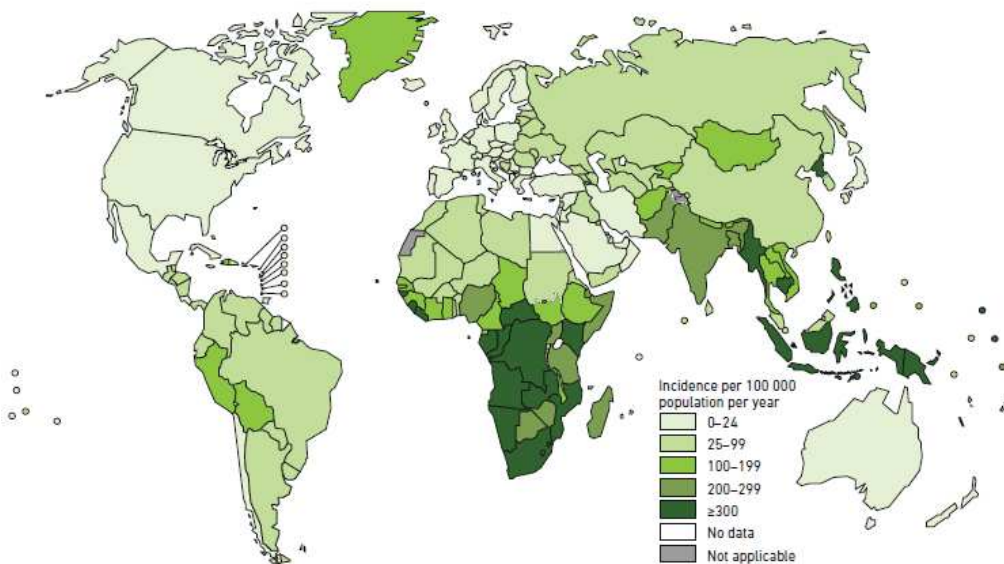 Incidence per 100 000
population per year
0–24
25–99
100–199
200–299
≥300
No data
Not applicable